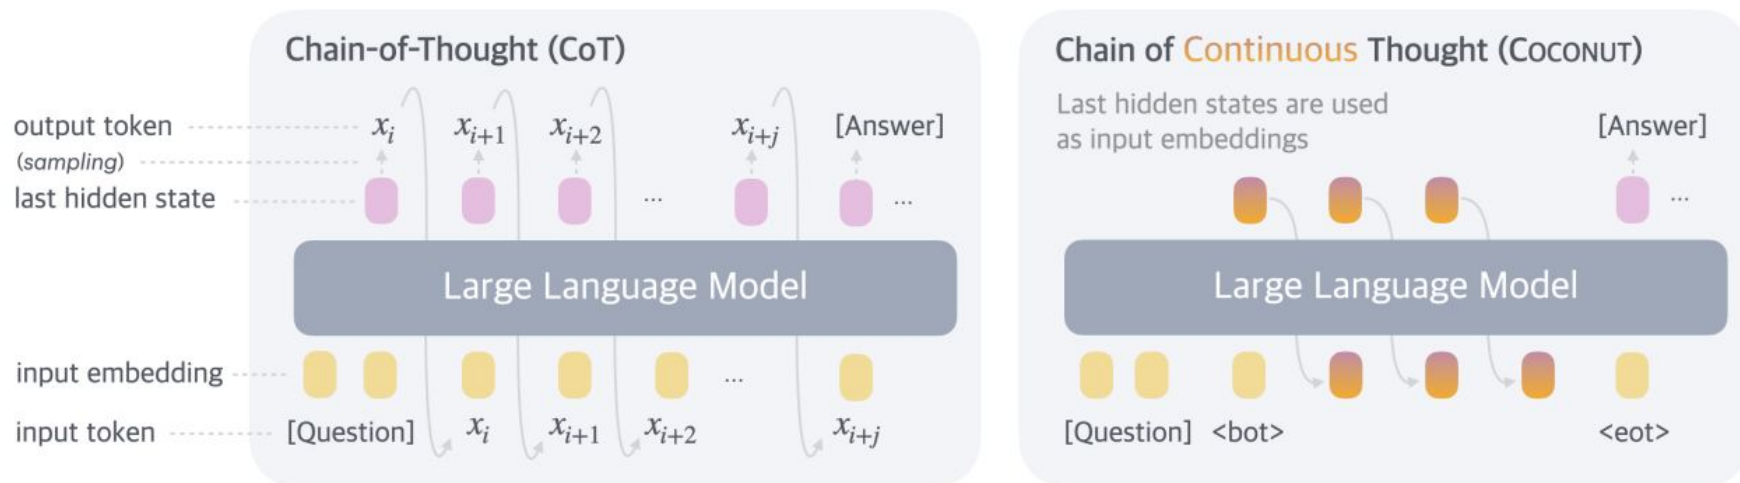 Chain-of-Thought (CoT)
output token
(sampling)
last hidden state
x_i x_{i+1} x_{i+2} x_{i+j} [Answer]
... ...
Large Language Model
input embedding
...
input token
[Question] x_i x_{i+1} x_{i+2} x_{i+j}
Chain of Continuous Thought (COCONUT)
Last hidden states are used
as input embeddings
[Answer]
...
Large Language Model
[Question] <bot> <eot>